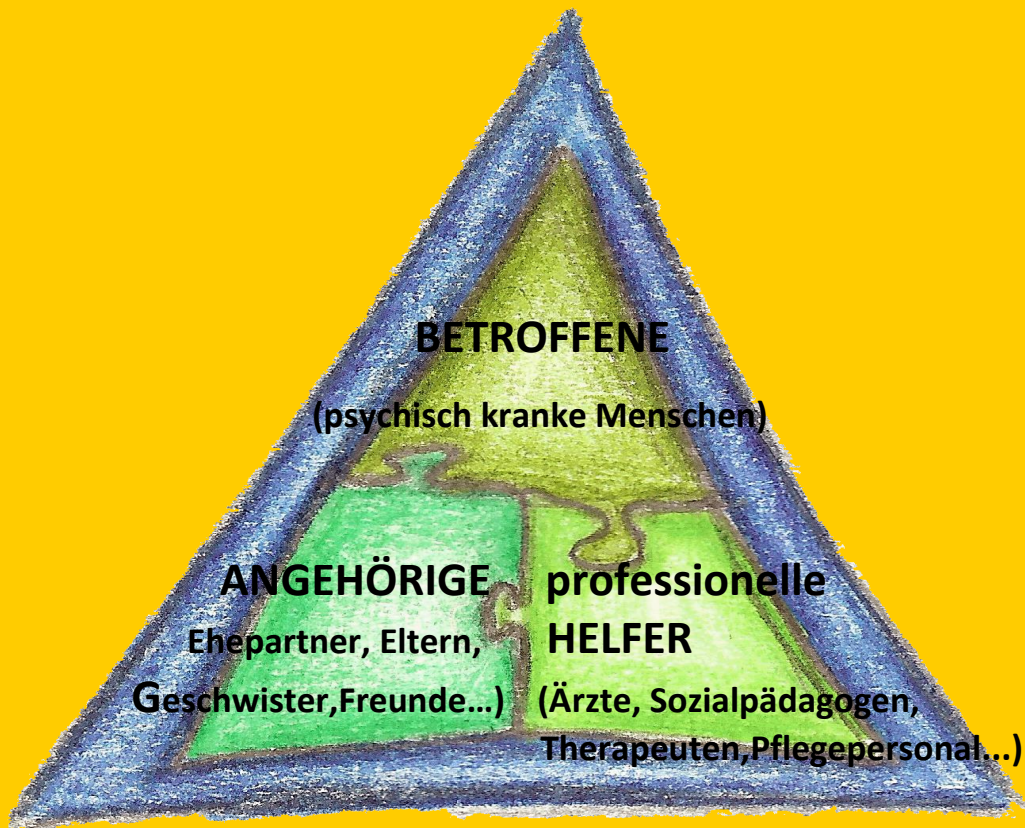 BETROFFENE
(psychisch kranke Menschen)
ANGEHÖRIGE
Ehepartner, Eltern,
Geschwister,Freunde...)
professionelle
HELFER
(Ärzte, Sozialpädagogen,
Therapeuten,Pflegepersonal...)